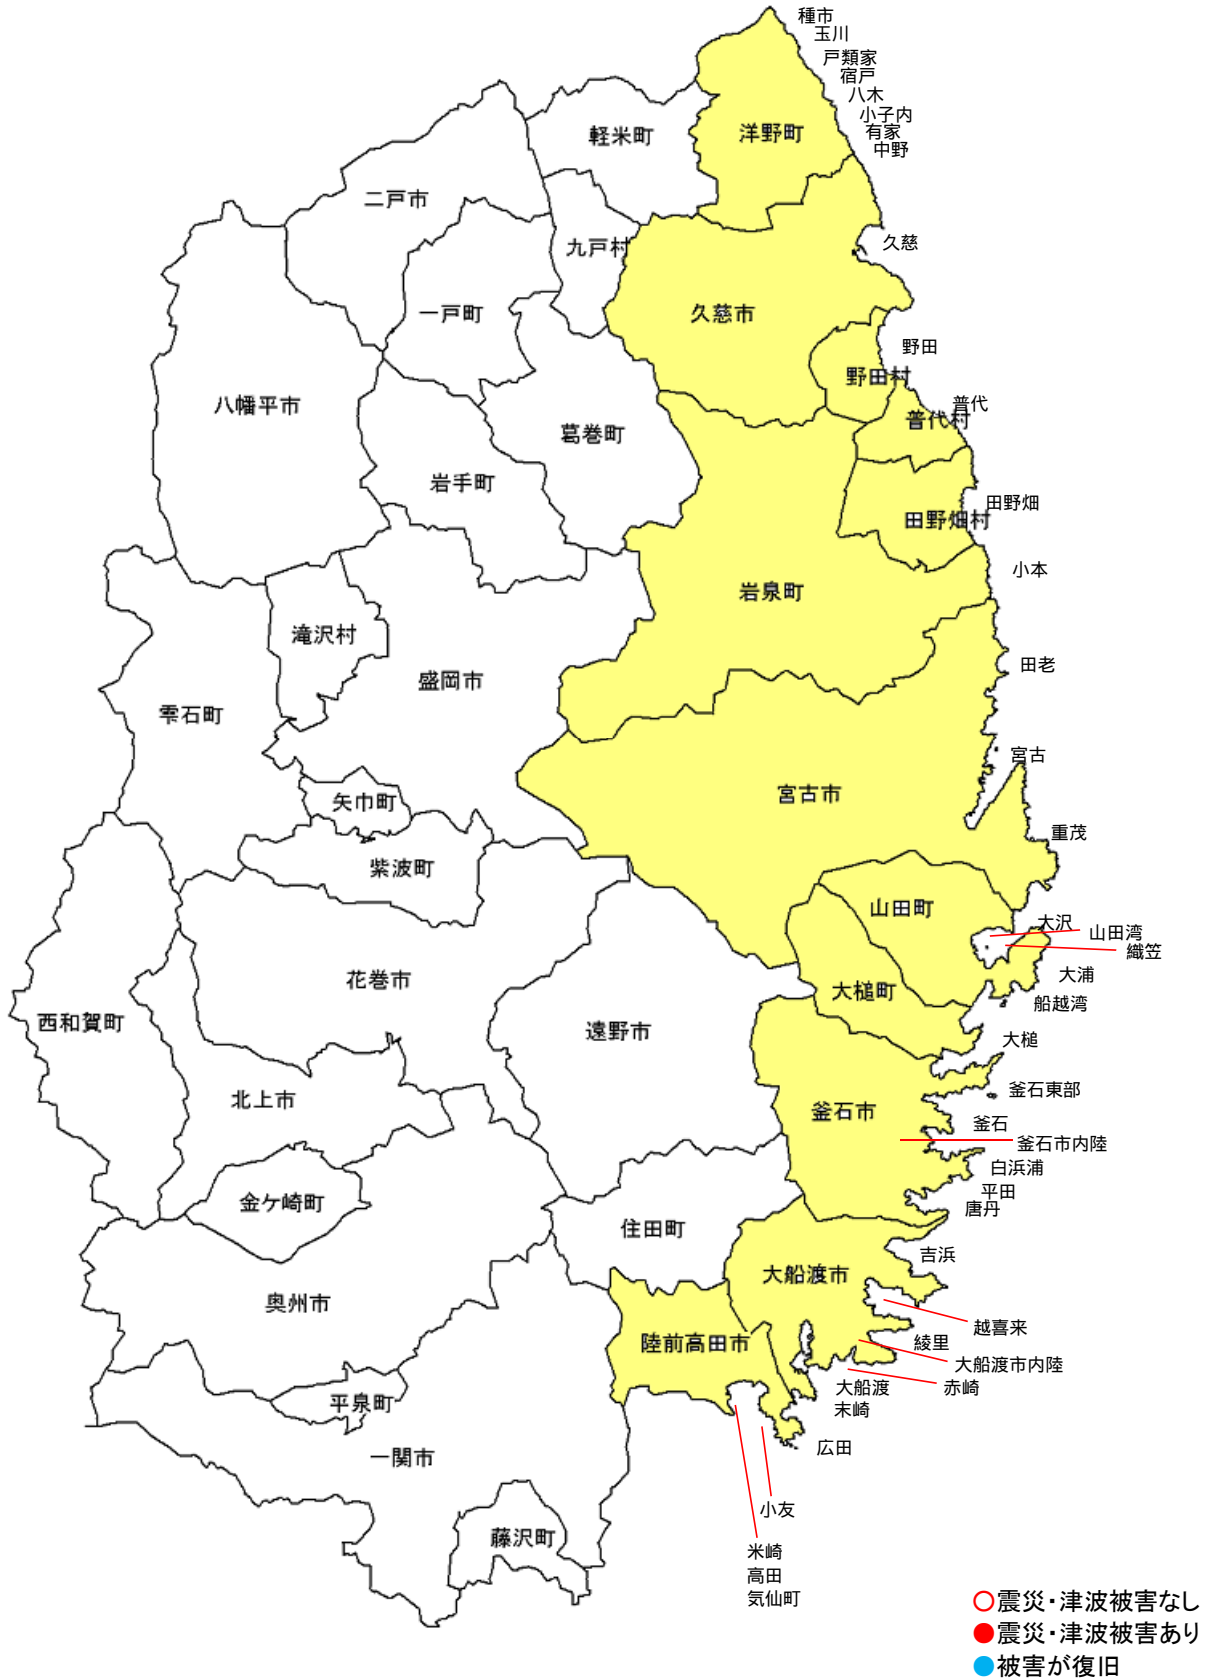 種市
玉川
戸類家
宿戸
八木
小子内
有家
中野
軽米町
洋野町
二戸市
九戸村
久慈
一戸町
久慈市
野田
野田村
八幡平市
普代
普代村
葛巻町
岩手町
田野畑
田野畑村
小本
岩泉町
滝沢村
田老
盛岡市
雫石町
宮古
宮古市
矢巾町
重茂
紫波町
山田町
大沢
山田湾
織笠
花巻市
大浦
大槌町
船越湾
西和賀町
遠野市
大槌
北上市
釜石東部
釜石市
釜石
釜石市内陸
白浜浦
平田
金ケ崎町
唐丹
住田町
吉浜
大船渡市
奥州市
越喜来
陸前高田市
綾里
大船渡市内陸
大船渡
赤崎
平泉町
末崎
広田
一関市
小友
藤沢町
米崎
高田
気仙町
○震災・津波被害なし
●震災・津波被害あり
●被害が復旧